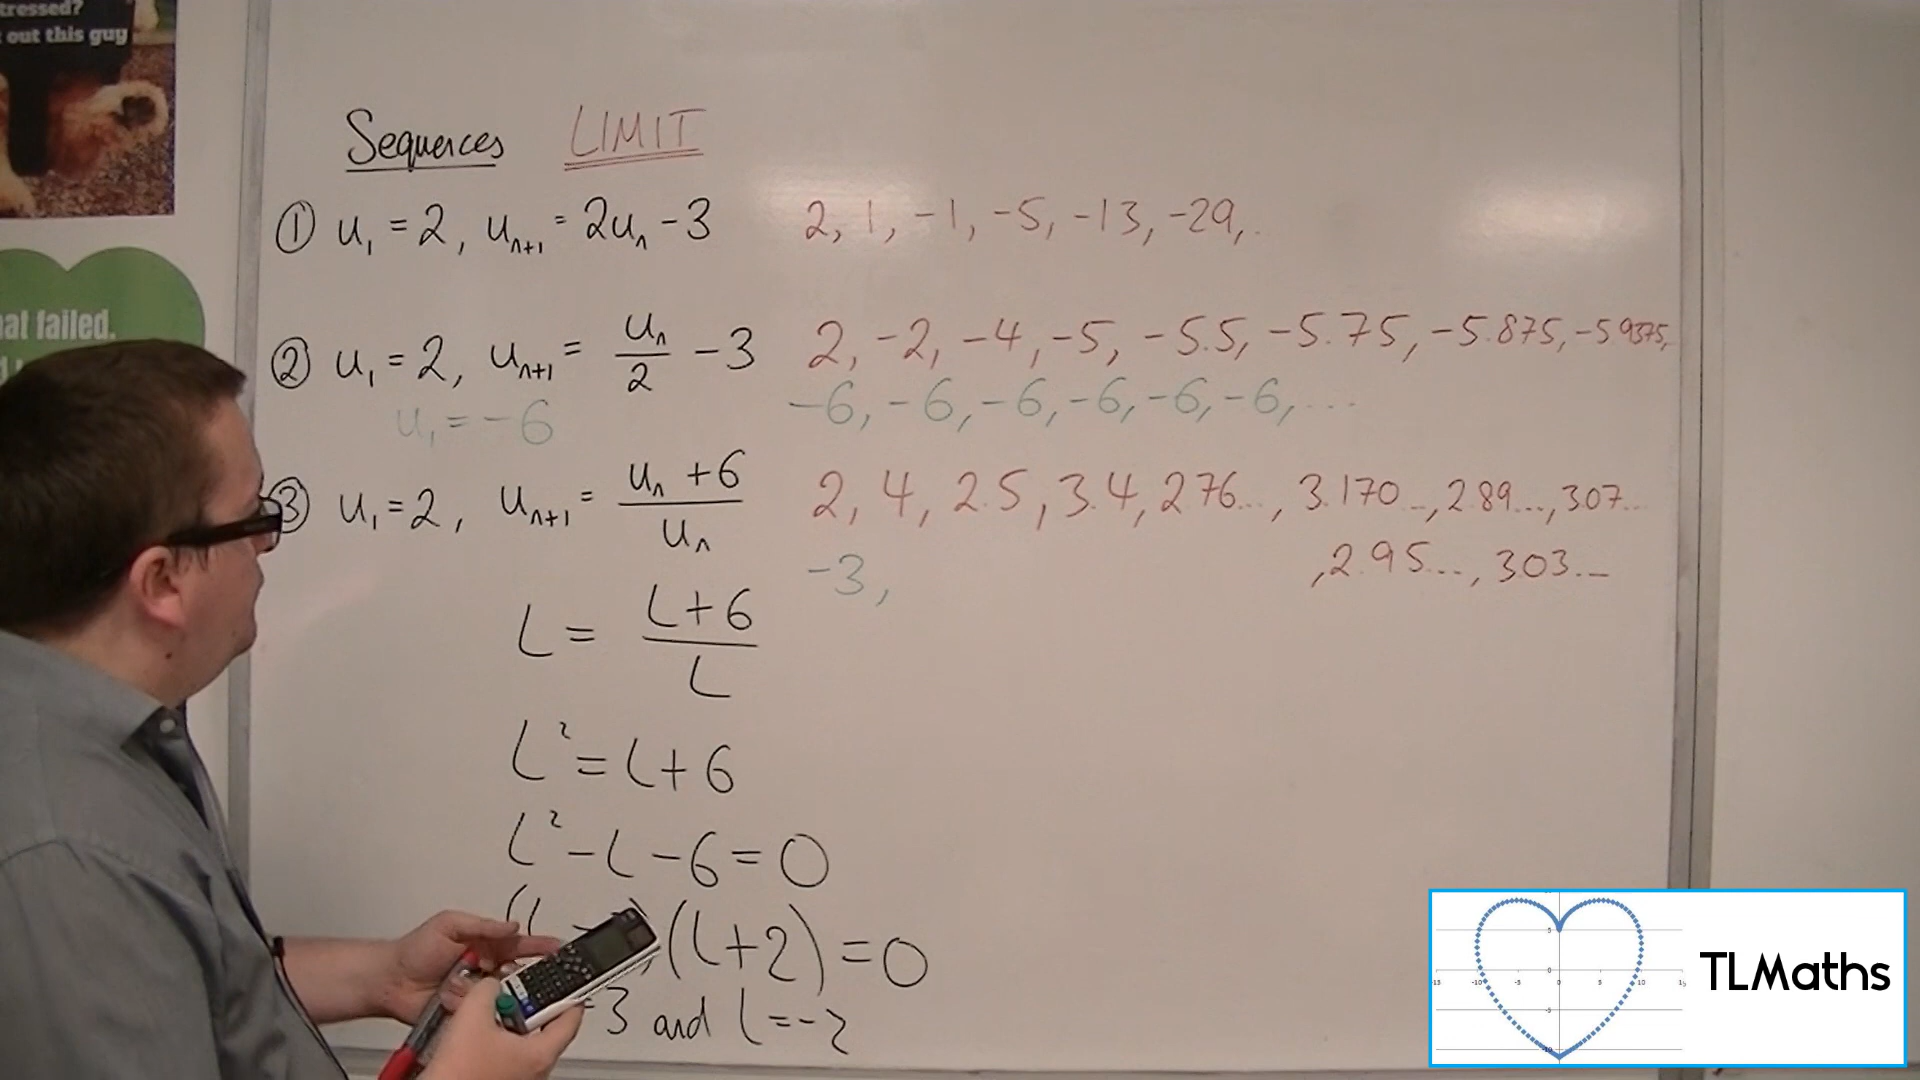 tressed?
out this guy
Sequences LIMIT
① u₁ = 2, uₙ₊₁ = 2uₙ - 3 2, 1, -1, -5, -13, -29, .
② u₁ = 2, uₙ₊₁ = uₙ/2 - 3 2, -2, -4, -5, -5.5, -5.75, -5.875, -5.9375,
u₁ = -6 -6, -6, -6, -6, -6, -6, ...
③ u₁ = 2, uₙ₊₁ = (uₙ + 6)/uₙ 2, 4, 2.5, 3.4, 2.76..., 3.170..., 2.89..., 3.07...
-3, , 2.95..., 3.03...
L = (L + 6)/L
L² = L + 6
L² - L - 6 = 0
(L + 2) = 0
= 3 and L = -2
at failed.
TLMaths